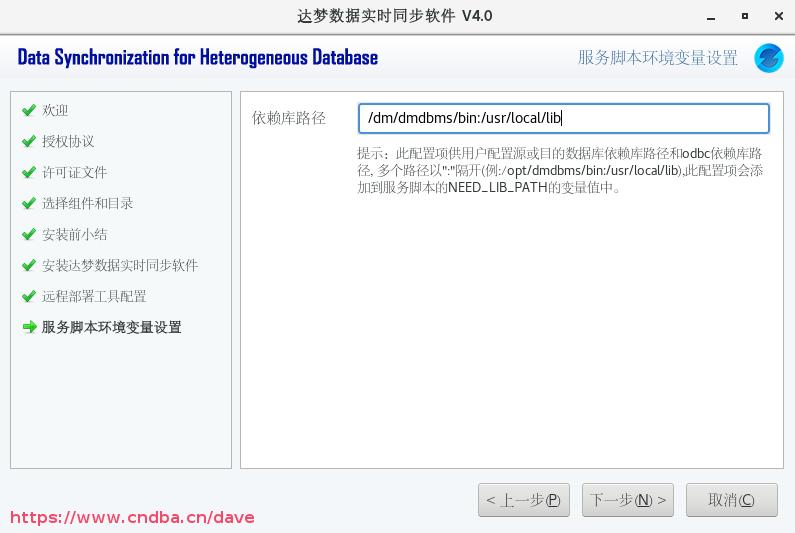 达梦数据实时同步软件 V4.0
Data Synchronization for Heterogeneous Database
服务脚本环境变量设置
欢迎
授权协议
许可证文件
选择组件和目录
安装前小结
安装达梦数据实时同步软件
远程部署工具配置
服务脚本环境变量设置
依赖库路径
/dm/dmdbms/bin:/usr/local/lib
提示：此配置项供用户配置源或目的数据库依赖库路径和odbc依赖库路
径, 多个路径以":"隔开(例:/opt/dmdbms/bin:/usr/local/lib),此配置项会添
加到服务脚本的NEED_LIB_PATH的变量值中。
< 上一步(P)
下一步(N) >
取消(C)
https://www.cndba.cn/dave